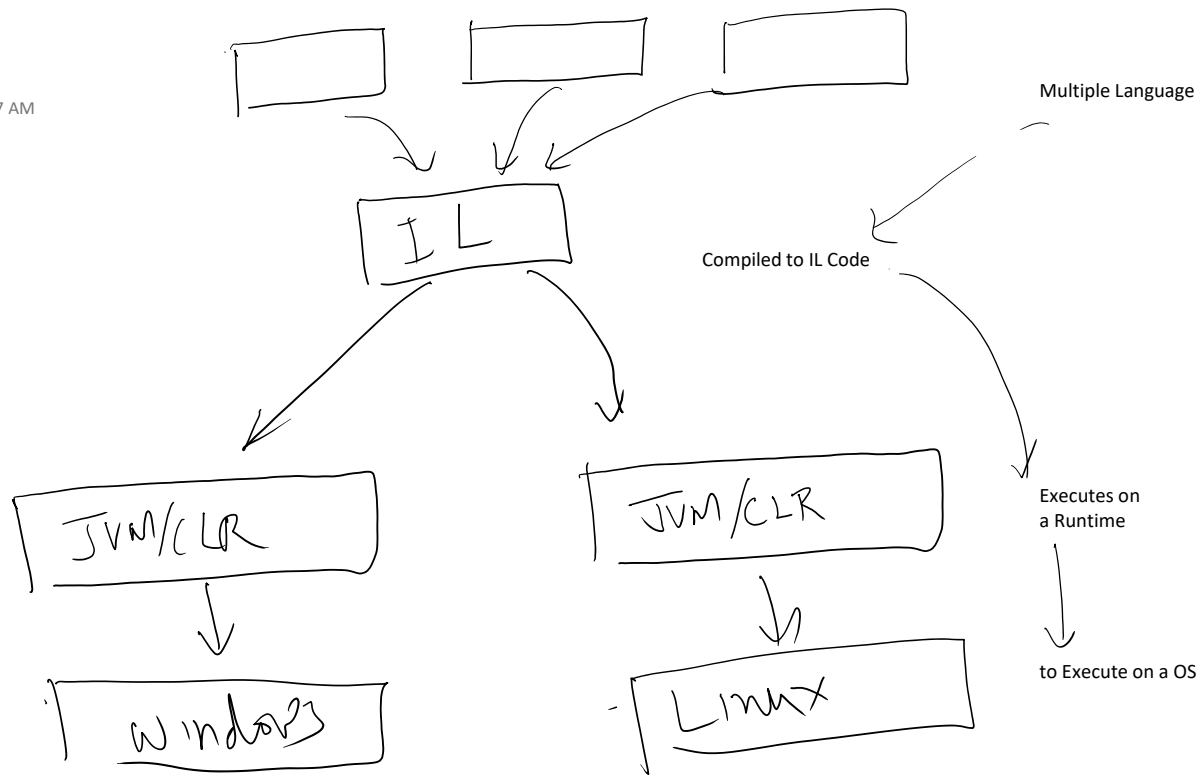 7 AM
Multiple Language
IL
Compiled to IL Code
JVM/CLR
JVM/CLR
Executes on
a Runtime
to Execute on a OS
Windows
Linux